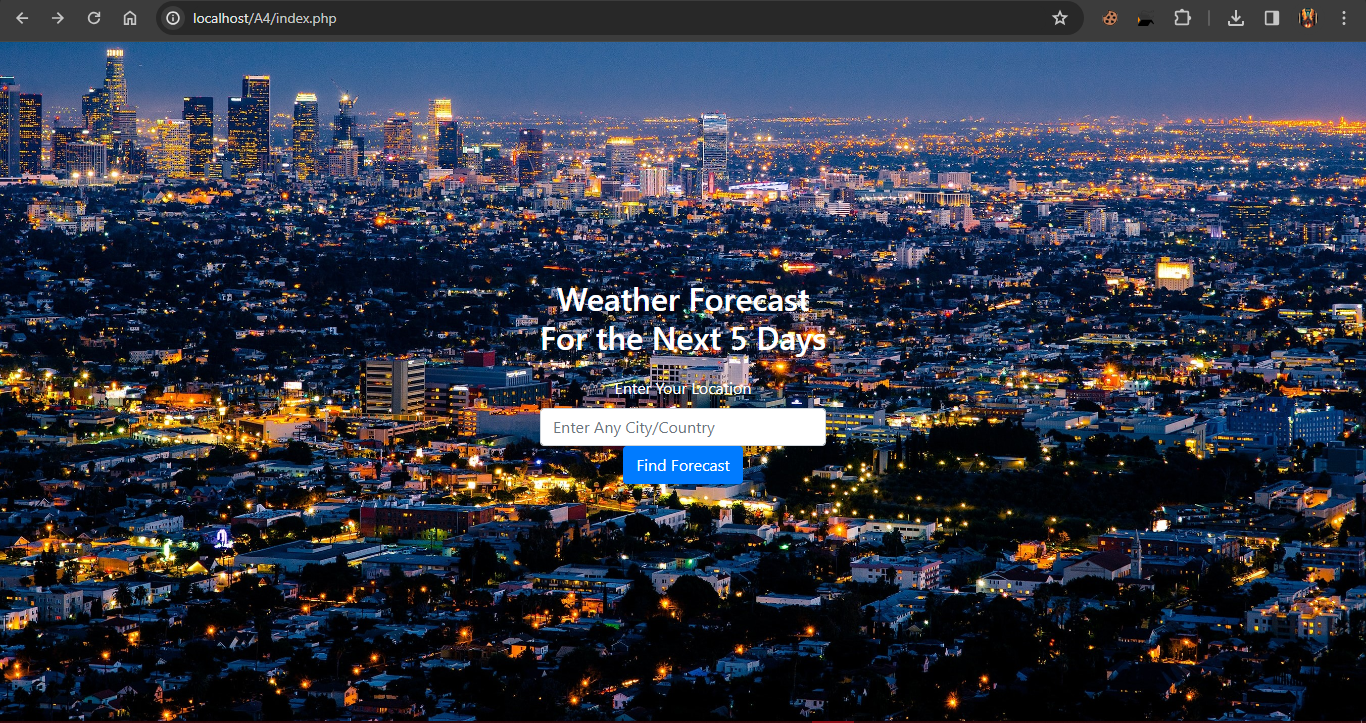 localhost/A4/index.php
Weather Forecast
For the Next 5 Days
Enter Your Location
Enter Any City/Country
Find Forecast